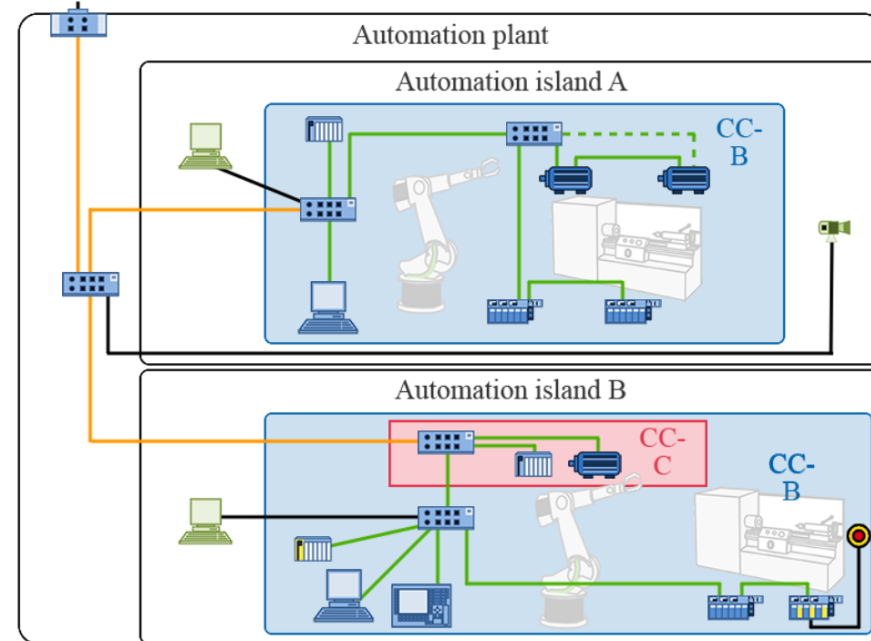 Automation plant
Automation island A
CC-
B
Automation island B
CC-
C
CC-
B